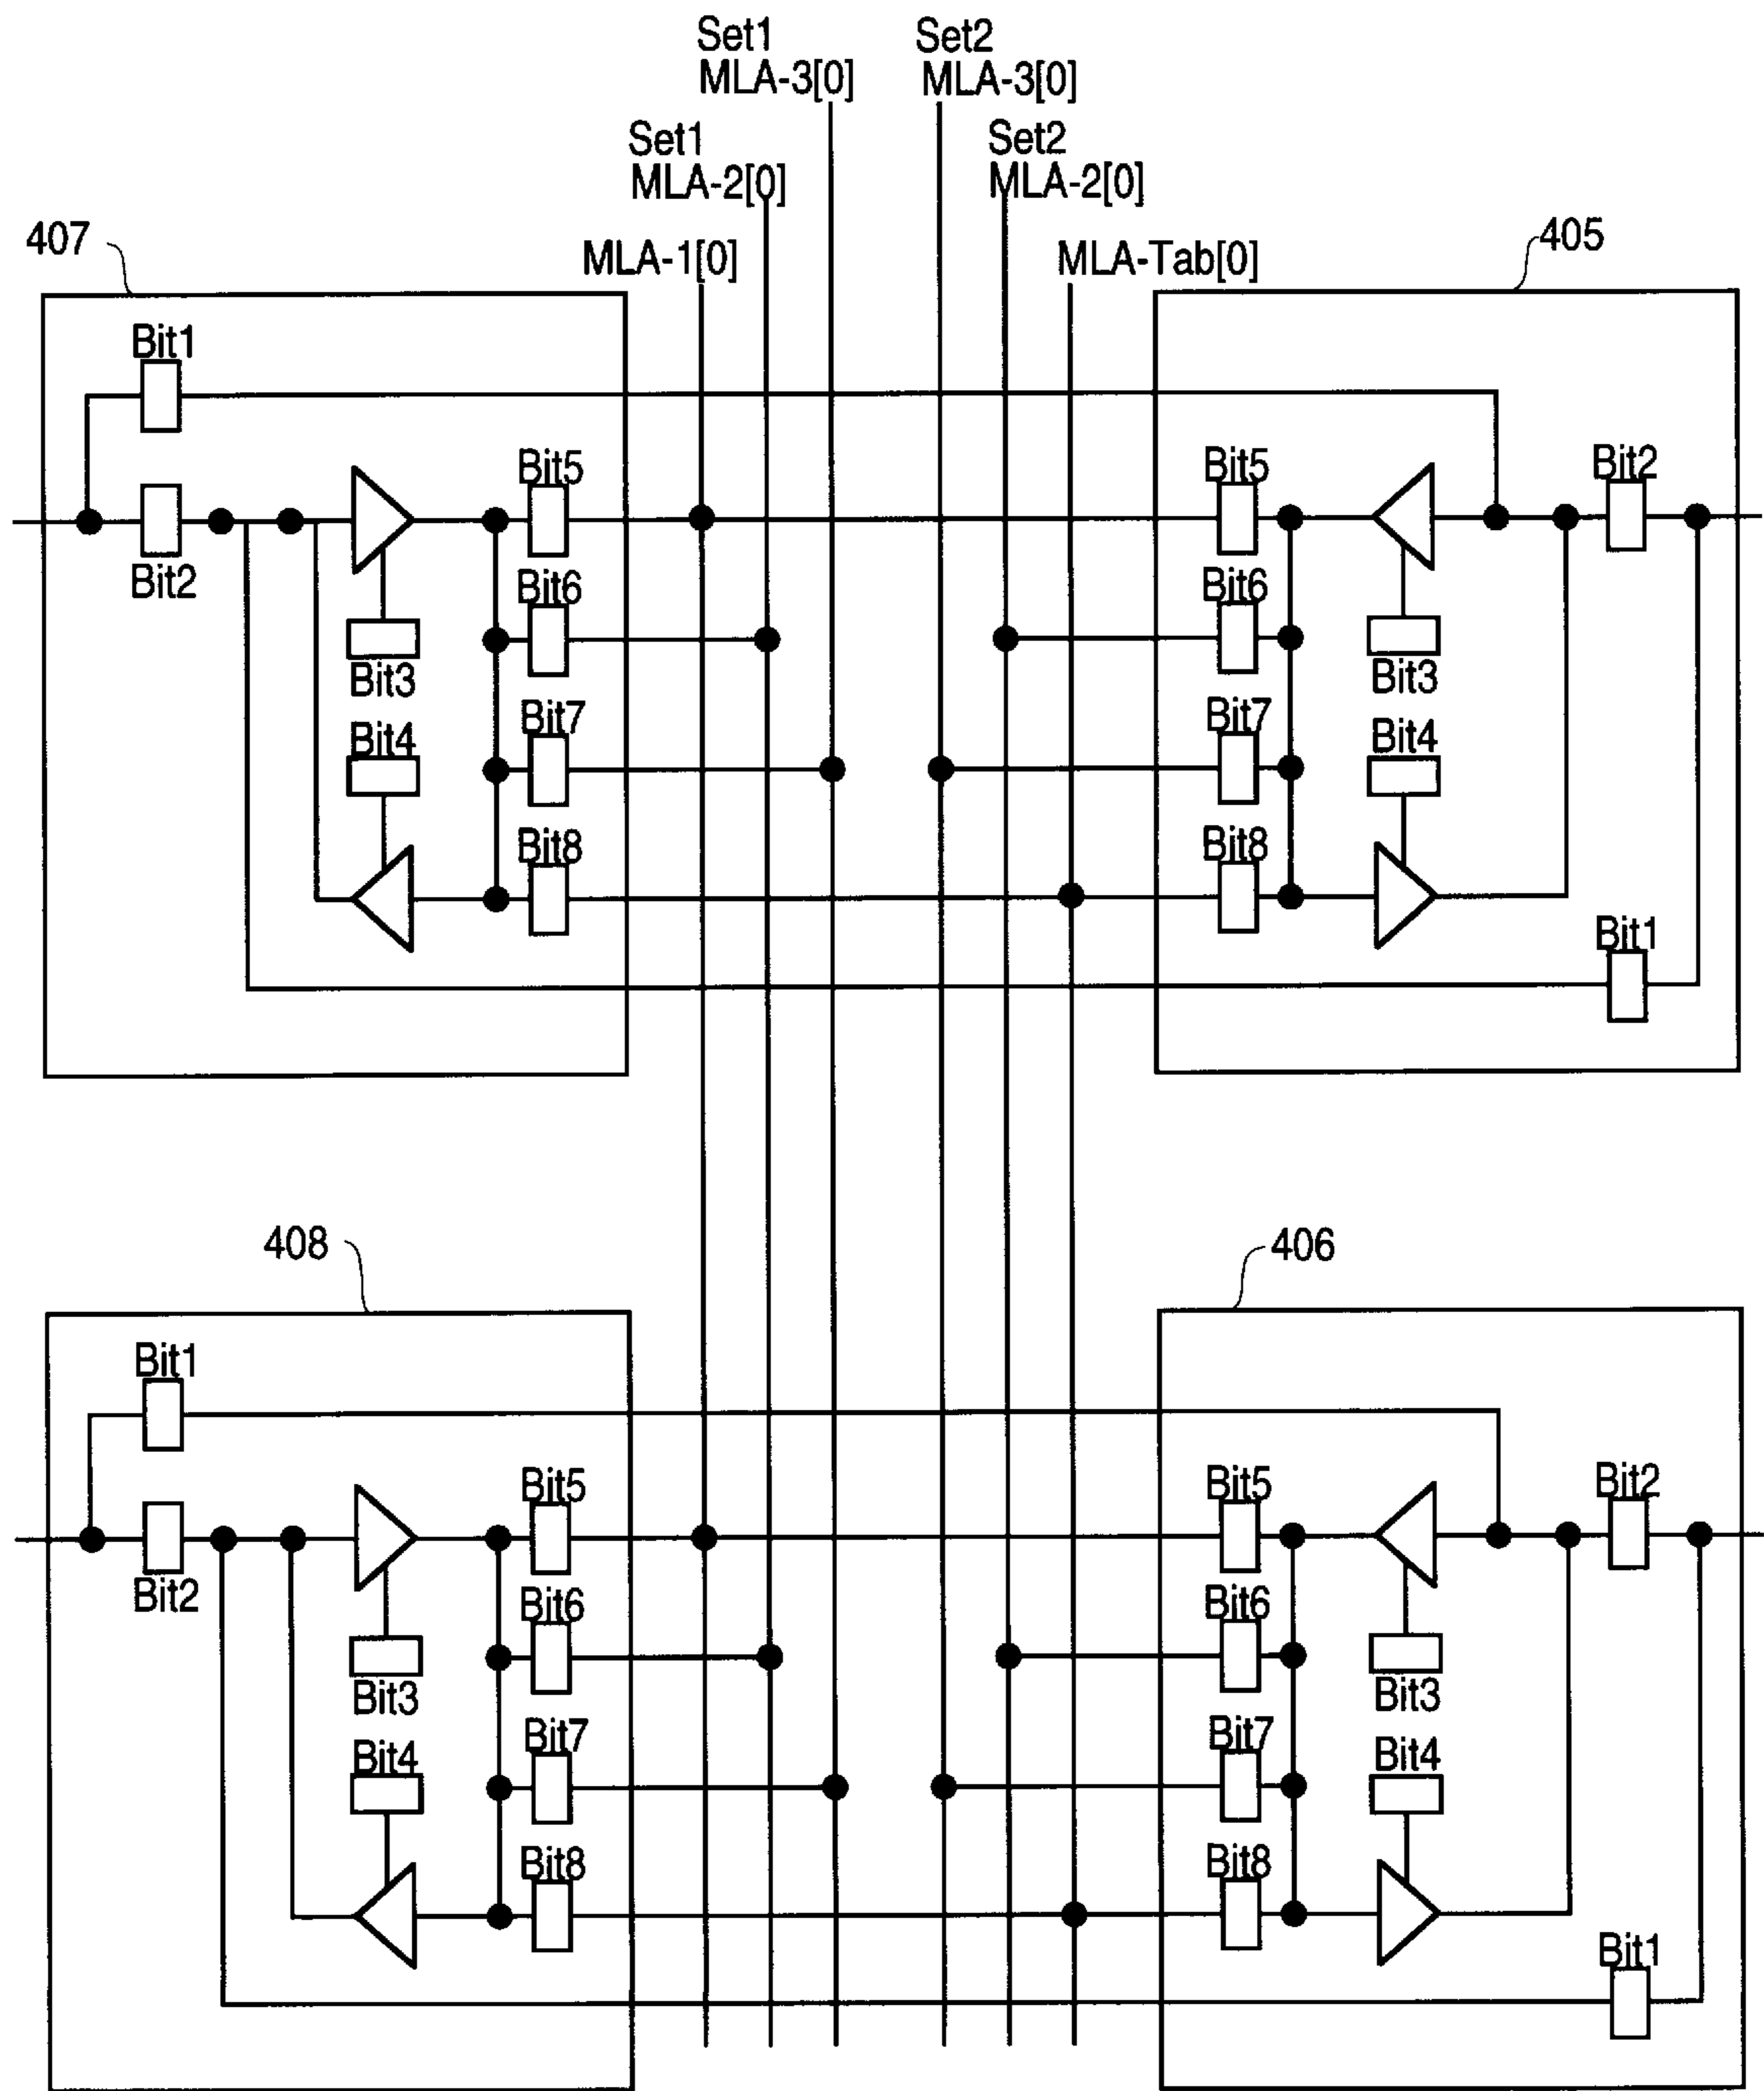 Set1
MLA-3[0]
Set2
MLA-3[0]
Set1
MLA-2[0]
Set2
MLA-2[0]
407
MLA-1[0]
MLA-Tab[0]
405
Bit1
Bit5
Bit5
Bit2
Bit2
Bit6
Bit6
Bit3
Bit3
Bit7
Bit7
Bit4
Bit4
Bit8
Bit8
Bit1
408
406
Bit1
Bit5
Bit5
Bit2
Bit2
Bit6
Bit6
Bit3
Bit3
Bit7
Bit7
Bit4
Bit4
Bit8
Bit8
Bit1